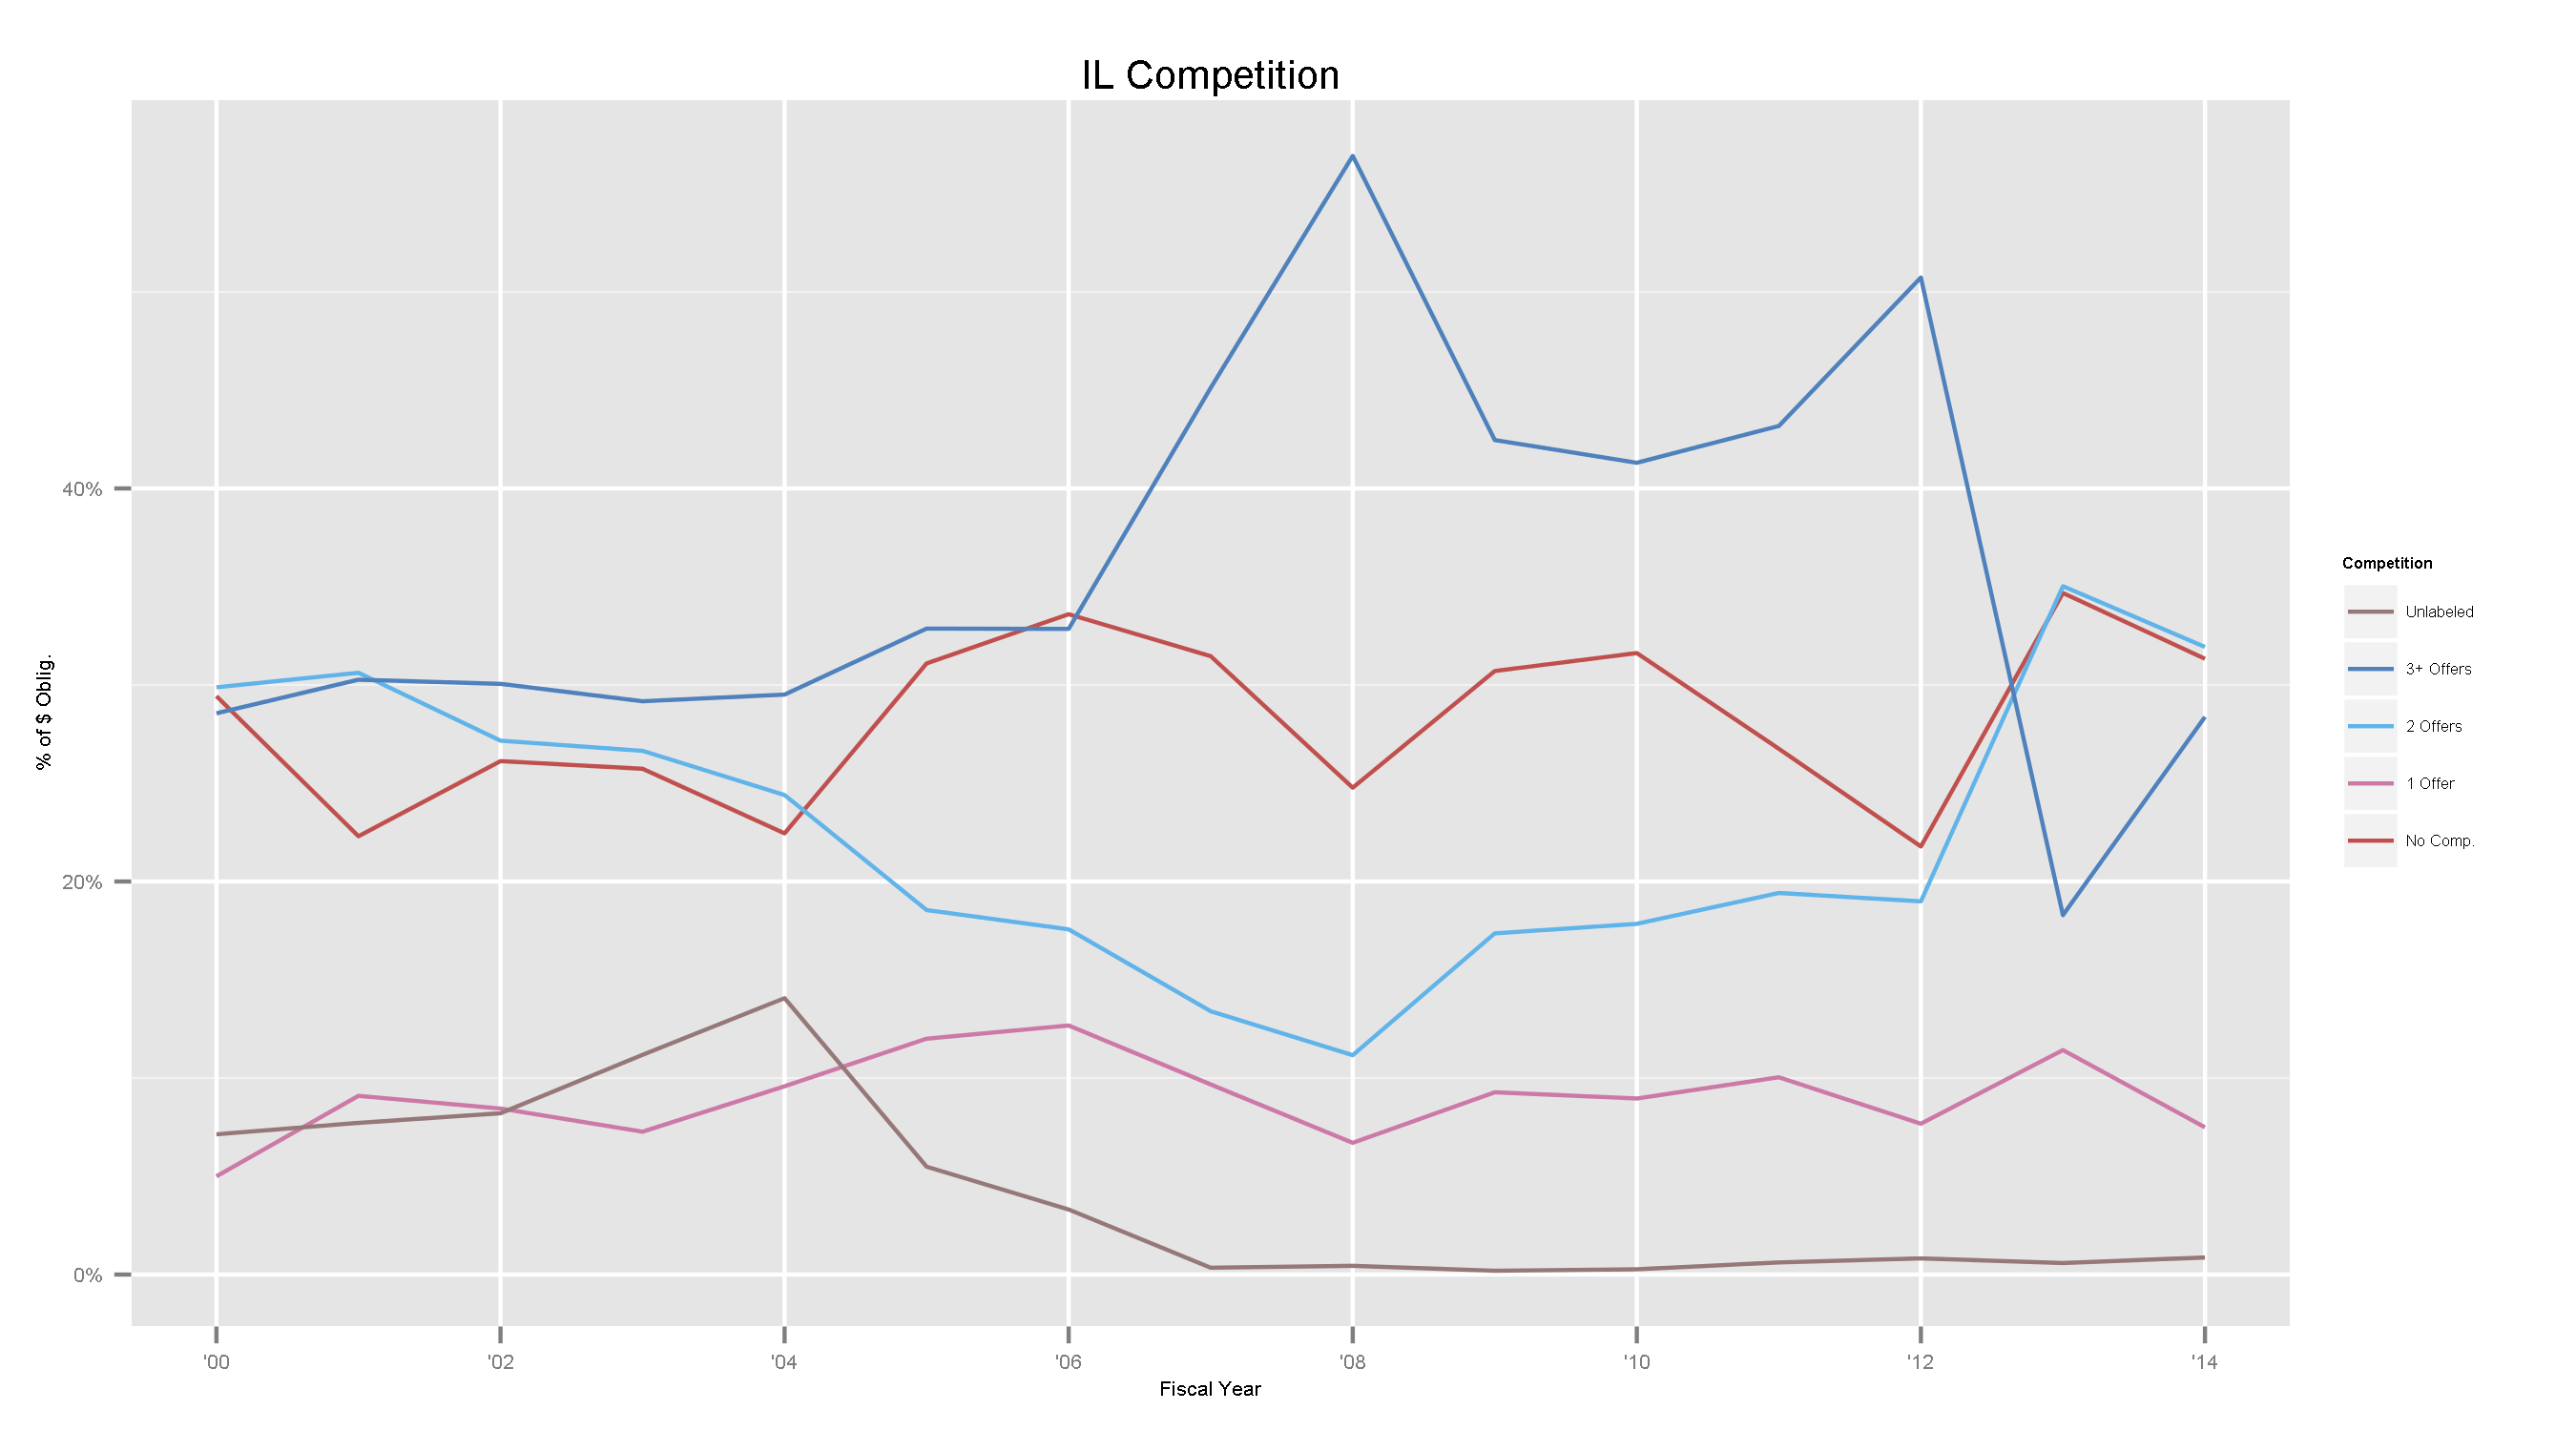 IL Competition
% of $ Oblig.
40%
20%
0%
'00
'02
'04
'06
'08
'10
'12
'14
Fiscal Year
Competition
Unlabeled
3+ Offers
2 Offers
1 Offer
No Comp.